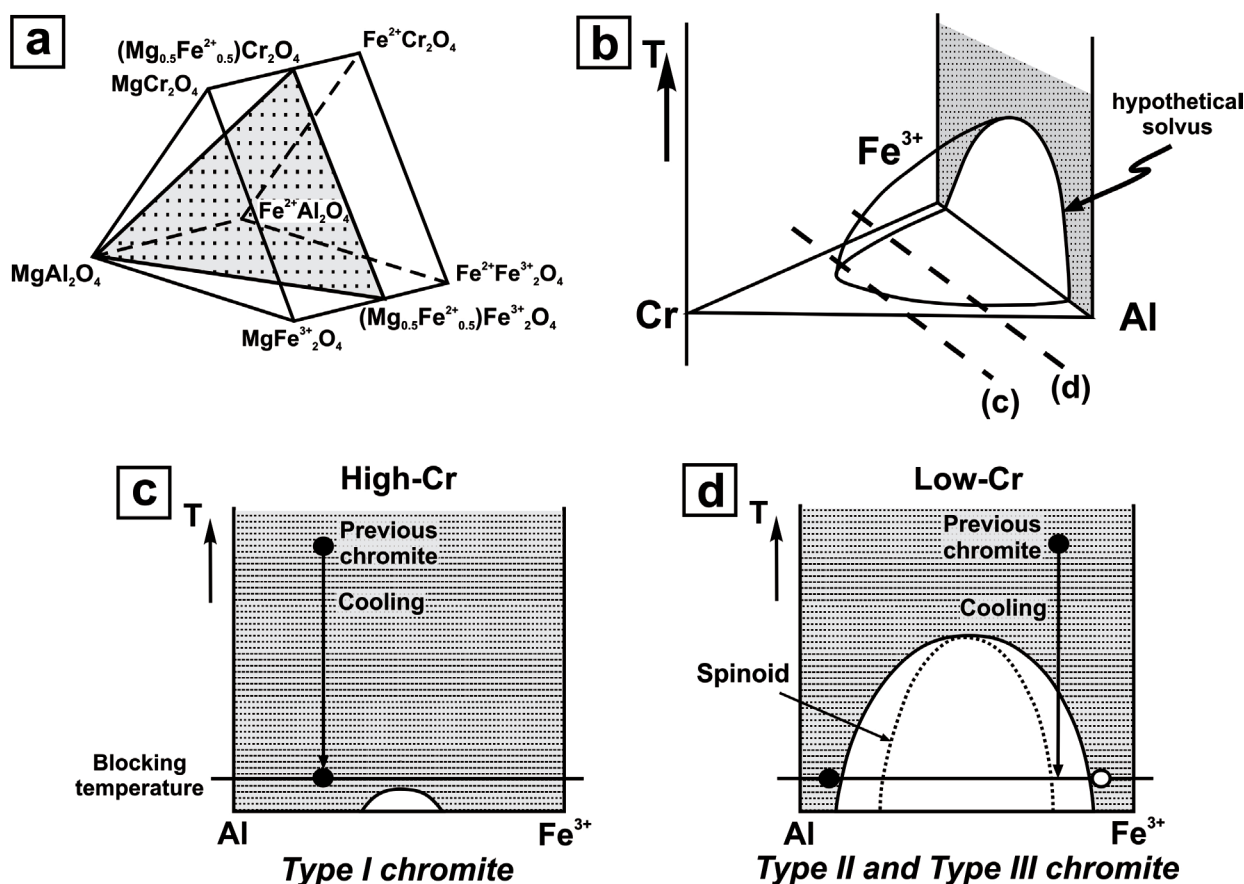 a
(Mg₀.₅Fe²⁺₀.₅)Cr₂O₄
Fe²⁺Cr₂O₄
MgCr₂O₄
Fe²⁺Al₂O₄
MgAl₂O₄
Fe²⁺Fe³⁺₂O₄
(Mg₀.₅Fe²⁺₀.₅)Fe³⁺₂O₄
MgFe³⁺₂O₄
b
T
hypothetical
solvus
Fe³⁺
Cr
Al
(c)
(d)
c
High-Cr
T
Previous
chromite
Cooling
Blocking
temperature
Al
Fe³⁺
Type I chromite
d
Low-Cr
T
Previous
chromite
Cooling
Spinoid
Al
Fe³⁺
Type II and Type III chromite